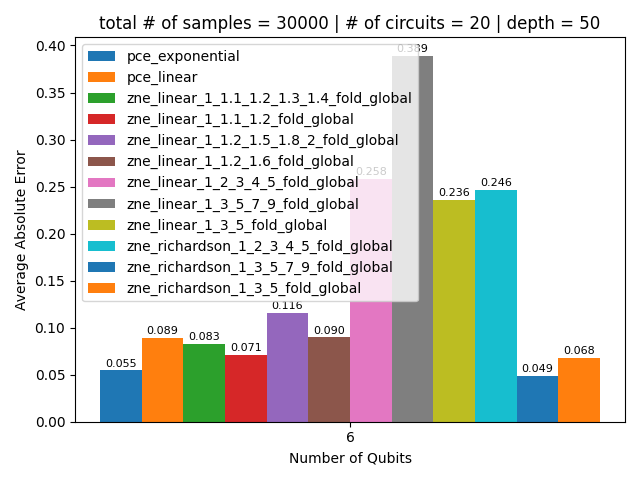 total # of samples = 30000 | # of circuits = 20 | depth = 50
Average Absolute Error
0.40
0.35
0.30
0.25
0.20
0.15
0.10
0.05
0.00
pce_exponential
pce_linear
zne_linear_1_1.1_1.2_1.3_1.4_fold_global
zne_linear_1_1.1_1.2_fold_global
zne_linear_1_1.2_1.5_1.8_2_fold_global
zne_linear_1_1.2_1.6_fold_global
zne_linear_1_2_3_4_5_fold_global
zne_linear_1_3_5_7_9_fold_global
zne_linear_1_3_5_fold_global
zne_richardson_1_2_3_4_5_fold_global
zne_richardson_1_3_5_7_9_fold_global
zne_richardson_1_3_5_fold_global
0.055
0.089
0.083
0.071
0.116
0.090
0.258
0.389
0.236
0.246
0.049
0.068
6
Number of Qubits